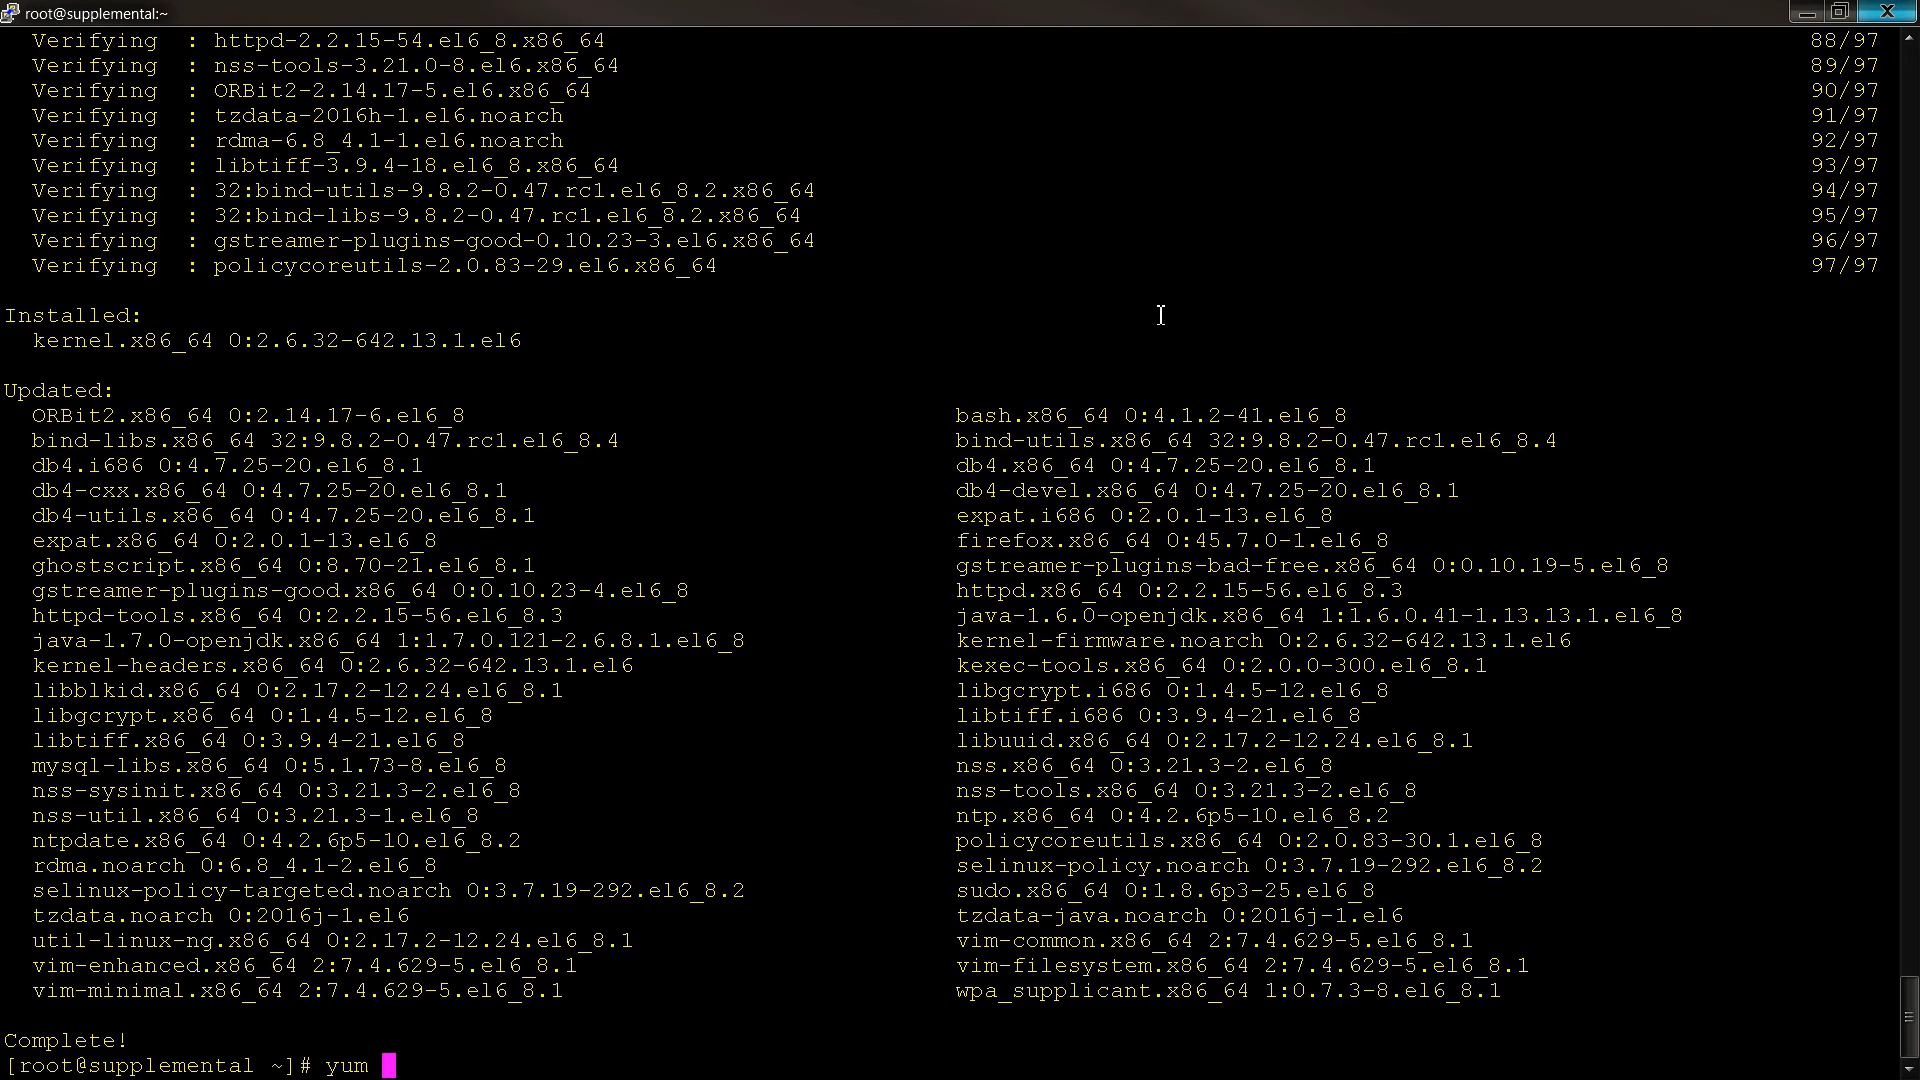 root@supplemental:~
Verifying : httpd-2.2.15-54.el6_8.x86_64 88/97
Verifying : nss-tools-3.21.0-8.el6.x86_64 89/97
Verifying : ORBit2-2.14.17-5.el6.x86_64 90/97
Verifying : tzdata-2016h-1.el6.noarch 91/97
Verifying : rdma-6.8_4.1-1.el6.noarch 92/97
Verifying : libtiff-3.9.4-18.el6_8.x86_64 93/97
Verifying : 32:bind-utils-9.8.2-0.47.rc1.el6_8.2.x86_64 94/97
Verifying : 32:bind-libs-9.8.2-0.47.rc1.el6_8.2.x86_64 95/97
Verifying : gstreamer-plugins-good-0.10.23-3.el6.x86_64 96/97
Verifying : policycoreutils-2.0.83-29.el6.x86_64 97/97
Installed:
kernel.x86_64 0:2.6.32-642.13.1.el6
Updated:
ORBit2.x86_64 0:2.14.17-6.el6_8 bash.x86_64 0:4.1.2-41.el6_8
bind-libs.x86_64 32:9.8.2-0.47.rc1.el6_8.4 bind-utils.x86_64 32:9.8.2-0.47.rc1.el6_8.4
db4.i686 0:4.7.25-20.el6_8.1 db4.x86_64 0:4.7.25-20.el6_8.1
db4-cxx.x86_64 0:4.7.25-20.el6_8.1 db4-devel.x86_64 0:4.7.25-20.el6_8.1
db4-utils.x86_64 0:4.7.25-20.el6_8.1 expat.i686 0:2.0.1-13.el6_8
expat.x86_64 0:2.0.1-13.el6_8 firefox.x86_64 0:45.7.0-1.el6_8
ghostscript.x86_64 0:8.70-21.el6_8.1 gstreamer-plugins-bad-free.x86_64 0:0.10.19-5.el6_8
gstreamer-plugins-good.x86_64 0:0.10.23-4.el6_8 httpd.x86_64 0:2.2.15-56.el6_8.3
httpd-tools.x86_64 0:2.2.15-56.el6_8.3 java-1.6.0-openjdk.x86_64 1:1.6.0.41-1.13.13.1.el6_8
java-1.7.0-openjdk.x86_64 1:1.7.0.121-2.6.8.1.el6_8 kernel-firmware.noarch 0:2.6.32-642.13.1.el6
kernel-headers.x86_64 0:2.6.32-642.13.1.el6 kexec-tools.x86_64 0:2.0.0-300.el6_8.1
libblkid.x86_64 0:2.17.2-12.24.el6_8.1 libgcrypt.i686 0:1.4.5-12.el6_8
libgcrypt.x86_64 0:1.4.5-12.el6_8 libtiff.i686 0:3.9.4-21.el6_8
libtiff.x86_64 0:3.9.4-21.el6_8 libuuid.x86_64 0:2.17.2-12.24.el6_8.1
mysql-libs.x86_64 0:5.1.73-8.el6_8 nss.x86_64 0:3.21.3-2.el6_8
nss-sysinit.x86_64 0:3.21.3-2.el6_8 nss-tools.x86_64 0:3.21.3-2.el6_8
nss-util.x86_64 0:3.21.3-1.el6_8 ntp.x86_64 0:4.2.6p5-10.el6_8.2
ntpdate.x86_64 0:4.2.6p5-10.el6_8.2 policycoreutils.x86_64 0:2.0.83-30.1.el6_8
rdma.noarch 0:6.8_4.1-2.el6_8 selinux-policy.noarch 0:3.7.19-292.el6_8.2
selinux-policy-targeted.noarch 0:3.7.19-292.el6_8.2 sudo.x86_64 0:1.8.6p3-25.el6_8
tzdata.noarch 0:2016j-1.el6 tzdata-java.noarch 0:2016j-1.el6
util-linux-ng.x86_64 0:2.17.2-12.24.el6_8.1 vim-common.x86_64 2:7.4.629-5.el6_8.1
vim-enhanced.x86_64 2:7.4.629-5.el6_8.1 vim-filesystem.x86_64 2:7.4.629-5.el6_8.1
vim-minimal.x86_64 2:7.4.629-5.el6_8.1 wpa_supplicant.x86_64 1:0.7.3-8.el6_8.1
Complete!
[root@supplemental ~]# yum